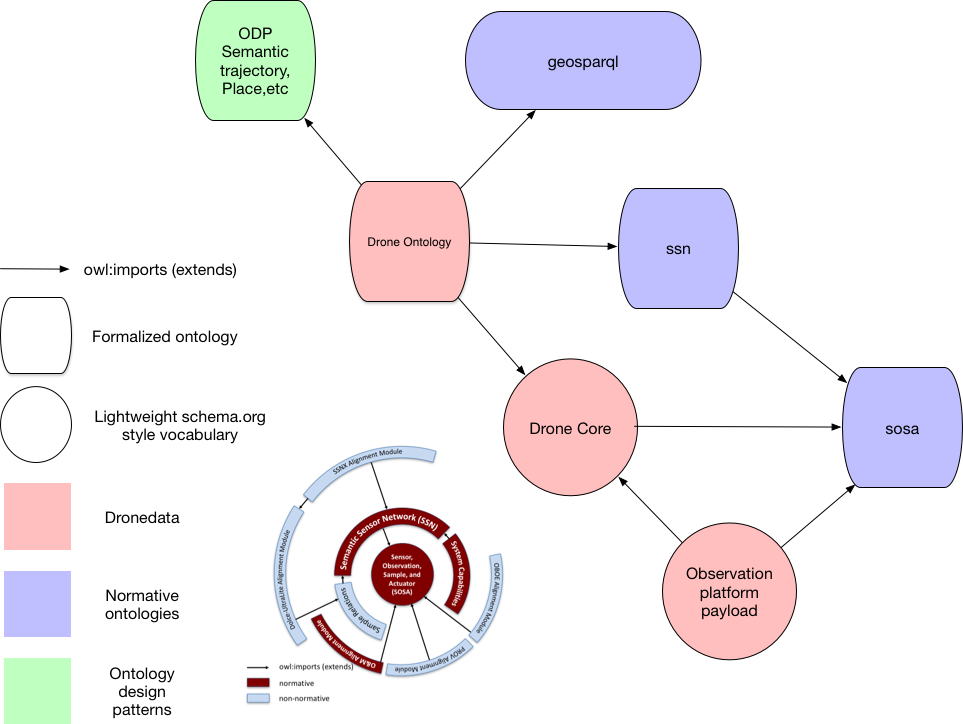 ODP
Semantic
trajectory,
Place,etc
geosparql
Drone Ontology
ssn
owl:imports (extends)
Formalized ontology
Lightweight schema.org
style vocabulary
Drone Core
sosa
Dronedata
Normative
ontologies
Observation
platform
payload
Ontology
design
patterns
SSNX Alignment Module
Semantic Sensor Network (SSN)
System Capabilities
Sensor,
Observation,
Sample, and
Actuator
(SOSA)
Dolce-UltraLite Alignment Module
Sample Relations
OBOE Alignment Module
O&M Alignment Module
PROV Alignment Module
owl:imports (extends)
normative
non-normative